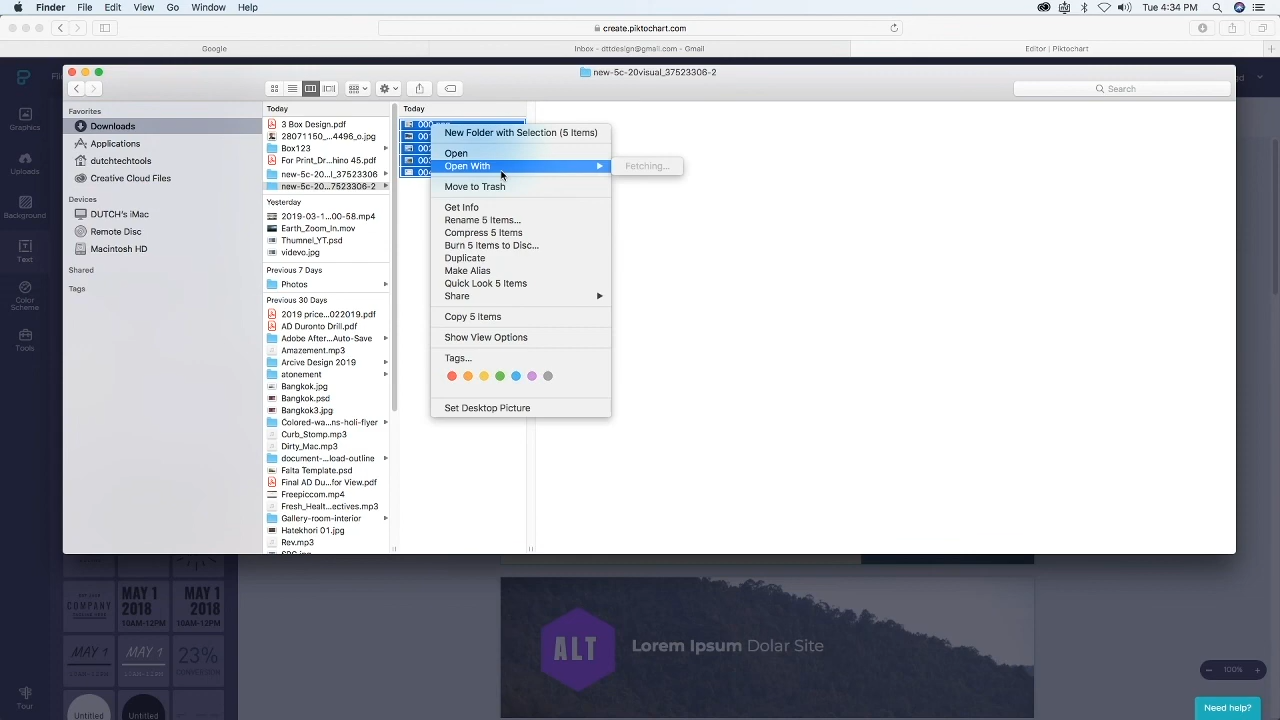 Finder File Edit View Go Window Help
Tue 4:34 PM
create.piktochart.com
Google
Inbox - dttdesign@gmail.com - Gmail
Editor | Piktochart
new-5c-20visual_37523306-2
Search
Graphics
Uploads
Background
Text
Color
Scheme
Tools
Tour
Favorites
Downloads
Applications
dutchtechtools
Creative Cloud Files
Devices
DUTCH's iMac
Remote Disc
Macintosh HD
Shared
Tags
Today
3 Box Design.pdf
28071150_...4496_o.jpg
Box123
For Print_Dr...hino 45.pdf
new-5c-20...l_37523306
new-5c-20...7523306-2
Yesterday
2019-03-1...00-58.mp4
Earth_Zoom_In.mov
Thumnel_YT.psd
videvo.jpg
Previous 7 Days
Photos
Previous 30 Days
2019 price...022019.pdf
AD Duronto Drill.pdf
Adobe After...Auto-Save
Amazement.mp3
Arcive Design 2019
atonement
Bangkok.jpg
Bangkok.psd
Bangkok3.jpg
Colored-wa...ns-holi-flyer
Curb_Stomp.mp3
Dirty_Mac.mp3
document-...load-outline
Falta Template.psd
Final AD Du...for View.pdf
Freepiccom.mp4
Fresh_Healt...ectives.mp3
Gallery-room-interior
Hatekhori 01.jpg
Rev.mp3
Today
New Folder with Selection (5 Items)
Open
Open With
Fetching...
Move to Trash
Get Info
Rename 5 Items...
Compress 5 Items
Burn 5 Items to Disc...
Duplicate
Make Alias
Quick Look 5 Items
Share
Copy 5 Items
Show View Options
Tags...
Set Desktop Picture
COMPANY
MAY 1
2018
10AM-12PM
MAY 1
2018
10AM-12PM
MAY 1
MAY 1
23%
CONVERSION
Untitled
Untitled
ALT
Lorem Ipsum Dolar Site
100%
Need help?